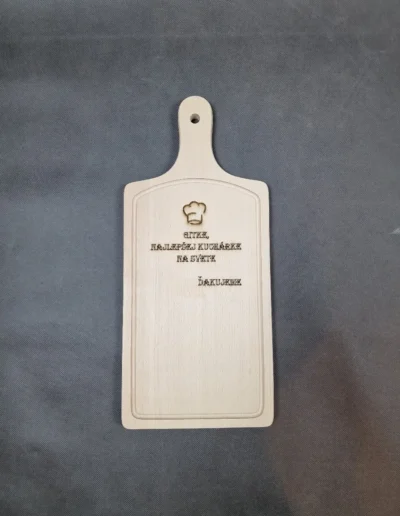 GITKE,
NAJLEPŠEJ KUCHÁRKE
NA SVETE
ĎAKUJEME